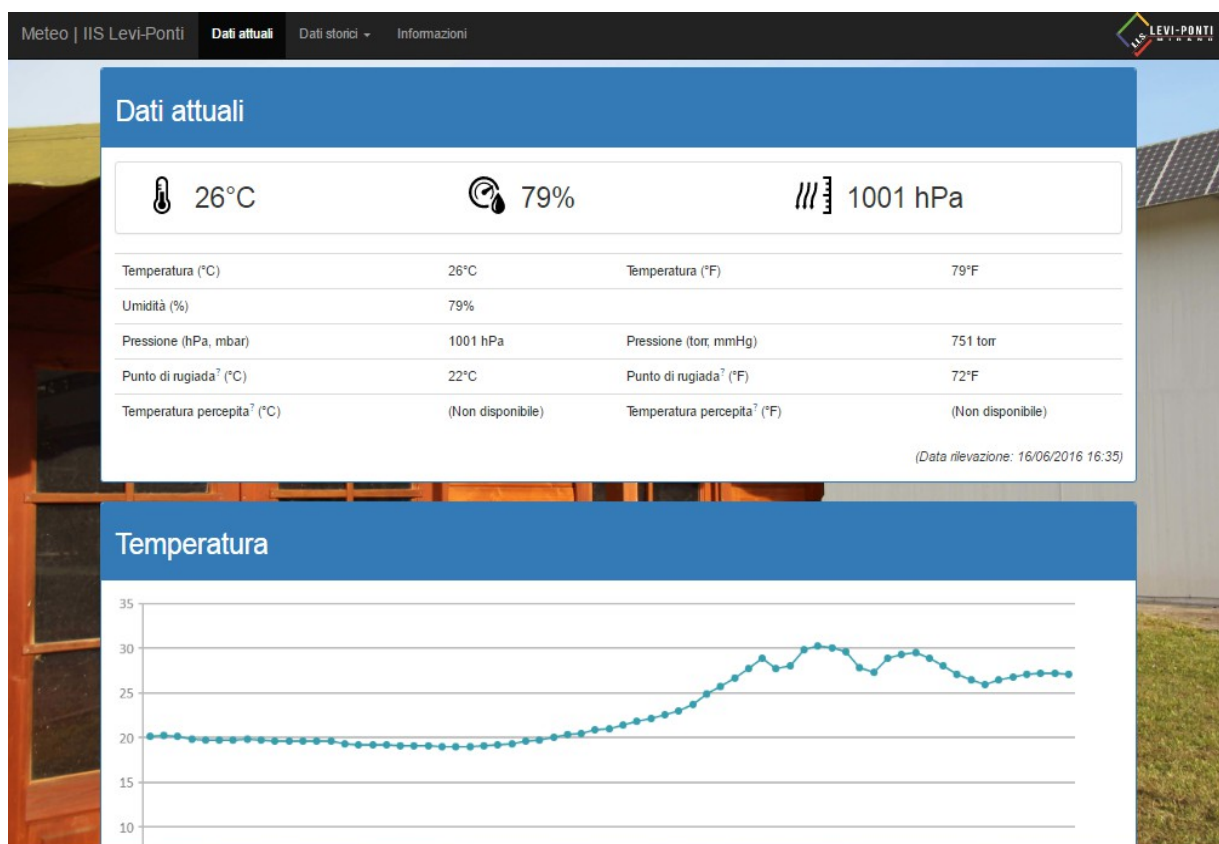 Meteo | IIS Levi-Ponti Dati attuali Dati storici Informazioni
IIS LEVI-PONTI
MIRANO
Dati attuali
26°C 79% 1001 hPa
Temperatura (°C) 26°C Temperatura (°F) 79°F
Umidità (%) 79%
Pressione (hPa, mbar) 1001 hPa Pressione (torr, mmHg) 751 torr
Punto di rugiada? (°C) 22°C Punto di rugiada? (°F) 72°F
Temperatura percepita? (°C) (Non disponibile) Temperatura percepita? (°F) (Non disponibile)
(Data rilevazione: 16/06/2016 16:35)
Temperatura
35
30
25
20
15
10